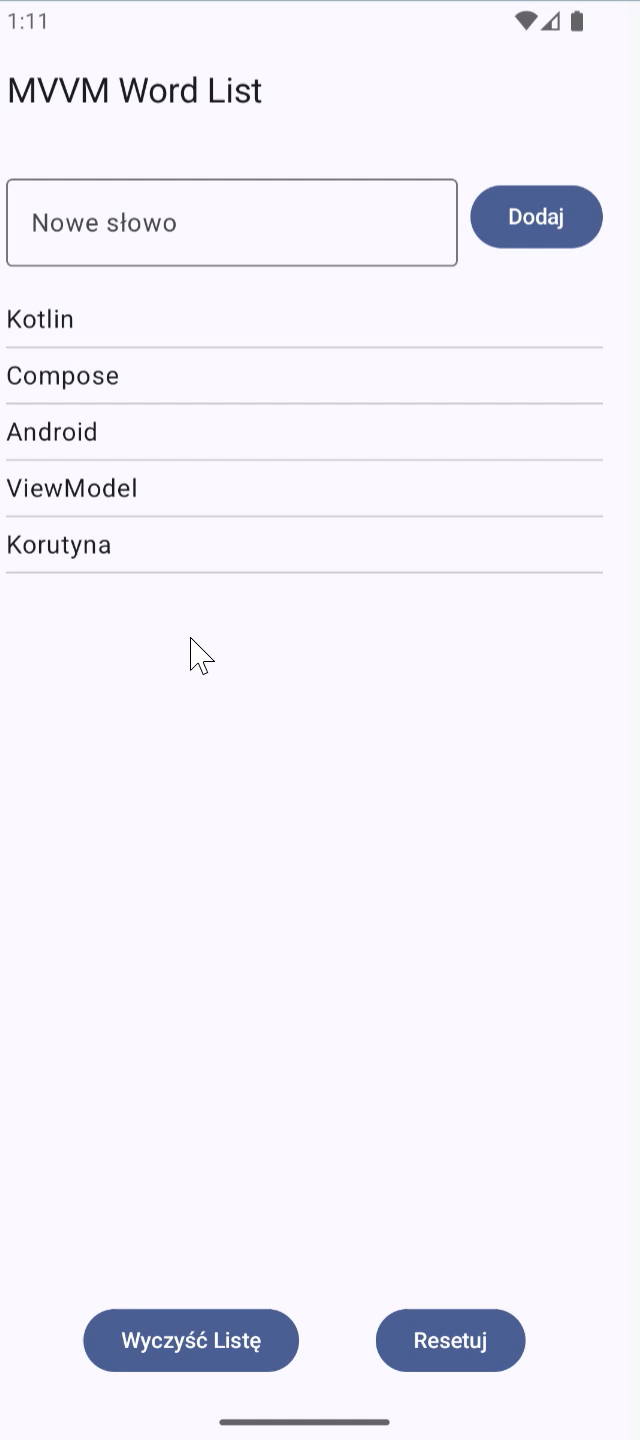 1:11
MVVM Word List
Nowe słowo
Dodaj
Kotlin
Compose
Android
ViewModel
Korutyna
Wyczyść Listę
Resetuj